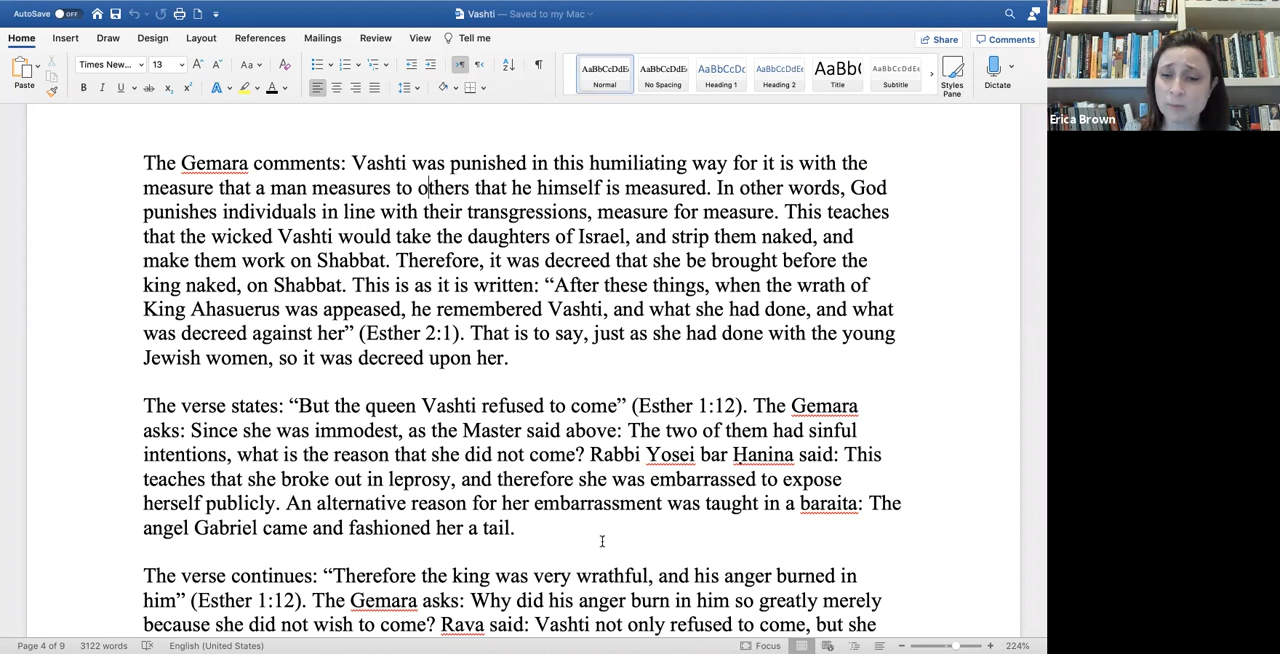 AutoSave OFF
Vashti — Saved to my Mac
Home Insert Draw Design Layout References Mailings Review View Tell me
Share Comments
Paste
Times New... 13
AaBbCcDdE AaBbCcDdE AaBbCcDc AaBbCcDdE AaBb( AaBbCcDdEe
Normal No Spacing Heading 1 Heading 2 Title Subtitle
Styles Pane
Dictate
Erica Brown
The Gemara comments: Vashti was punished in this humiliating way for it is with the
measure that a man measures to others that he himself is measured. In other words, God
punishes individuals in line with their transgressions, measure for measure. This teaches
that the wicked Vashti would take the daughters of Israel, and strip them naked, and
make them work on Shabbat. Therefore, it was decreed that she be brought before the
king naked, on Shabbat. This is as it is written: “After these things, when the wrath of
King Ahasuerus was appeased, he remembered Vashti, and what she had done, and what
was decreed against her” (Esther 2:1). That is to say, just as she had done with the young
Jewish women, so it was decreed upon her.
The verse states: “But the queen Vashti refused to come” (Esther 1:12). The Gemara
asks: Since she was immodest, as the Master said above: The two of them had sinful
intentions, what is the reason that she did not come? Rabbi Yosei bar Ḥanina said: This
teaches that she broke out in leprosy, and therefore she was embarrassed to expose
herself publicly. An alternative reason for her embarrassment was taught in a baraita: The
angel Gabriel came and fashioned her a tail.
The verse continues: “Therefore the king was very wrathful, and his anger burned in
him” (Esther 1:12). The Gemara asks: Why did his anger burn in him so greatly merely
because she did not wish to come? Rava said: Vashti not only refused to come, but she
Page 4 of 9 3122 words English (United States) Focus 224%